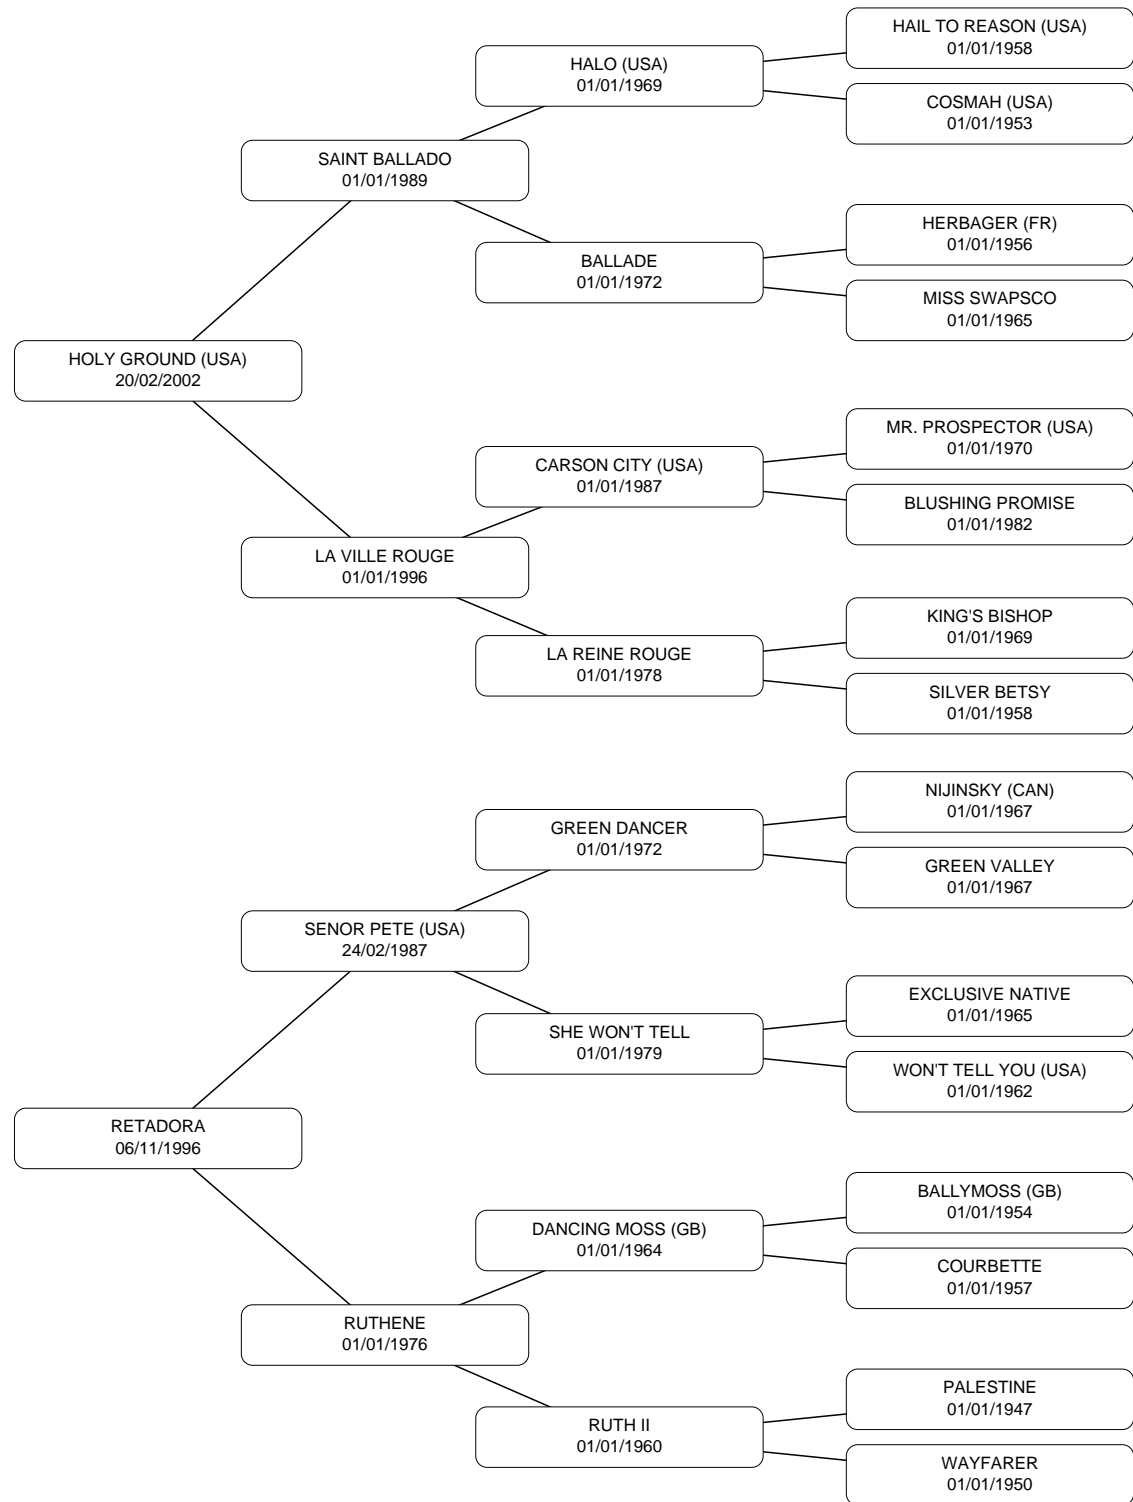 HAIL TO REASON (USA)
01/01/1958
HALO (USA)
01/01/1969
COSMAH (USA)
01/01/1953
SAINT BALLADO
01/01/1989
HERBAGER (FR)
01/01/1956
BALLADE
01/01/1972
MISS SWAPSCO
01/01/1965
HOLY GROUND (USA)
20/02/2002
MR. PROSPECTOR (USA)
01/01/1970
CARSON CITY (USA)
01/01/1987
BLUSHING PROMISE
01/01/1982
LA VILLE ROUGE
01/01/1996
KING'S BISHOP
01/01/1969
LA REINE ROUGE
01/01/1978
SILVER BETSY
01/01/1958
NIJINSKY (CAN)
01/01/1967
GREEN DANCER
01/01/1972
GREEN VALLEY
01/01/1967
SENOR PETE (USA)
24/02/1987
EXCLUSIVE NATIVE
01/01/1965
SHE WON'T TELL
01/01/1979
WON'T TELL YOU (USA)
01/01/1962
RETADORA
06/11/1996
BALLYMOSS (GB)
01/01/1954
DANCING MOSS (GB)
01/01/1964
COURBETTE
01/01/1957
RUTHENE
01/01/1976
PALESTINE
01/01/1947
RUTH II
01/01/1960
WAYFARER
01/01/1950